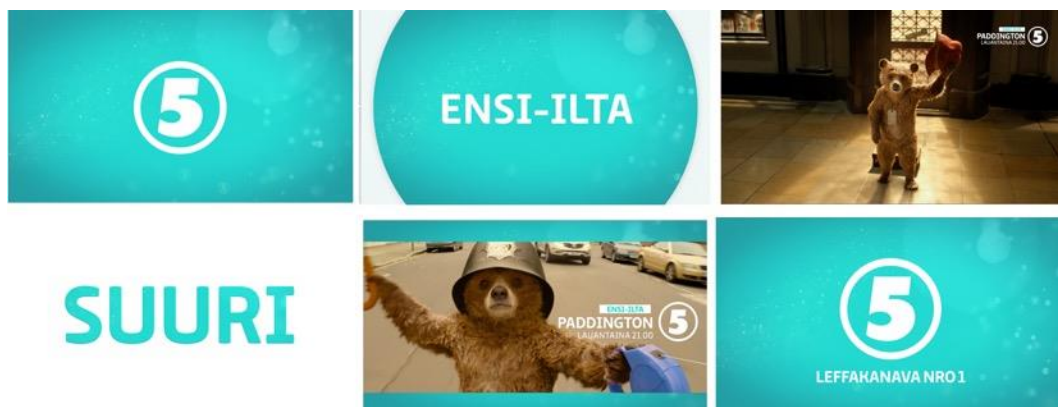 5
ENSI-ILTA
PADDINGTON 5
LAUANTAINA 21.00
SUURI
ENSI-ILTA
PADDINGTON 5
LAUANTAINA 21.00
5
LEFFAKANAVA NRO 1